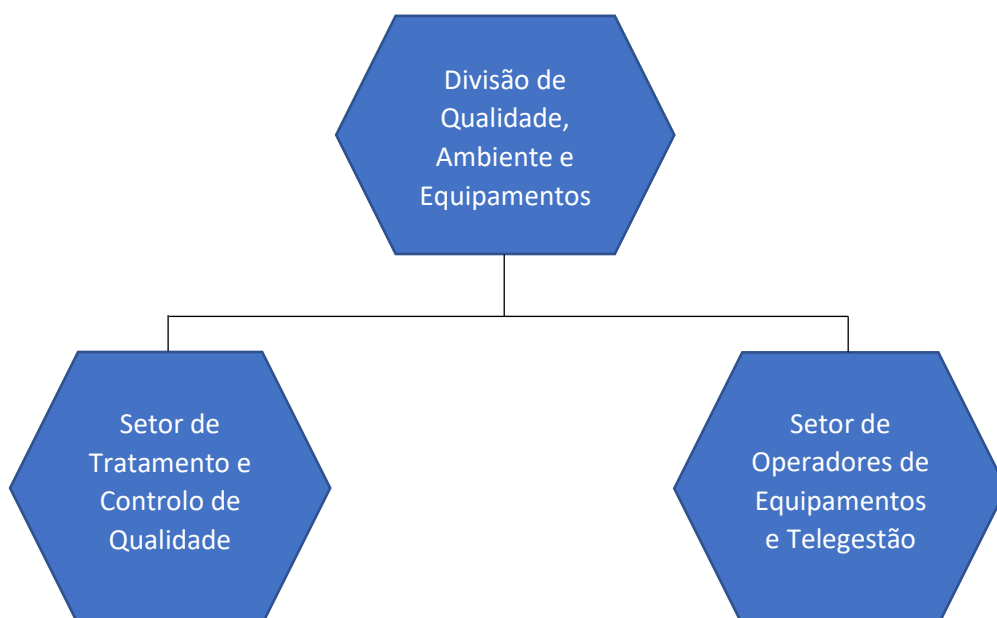 Divisão de
Qualidade,
Ambiente e
Equipamentos
Setor de
Tratamento e
Controlo de
Qualidade
Setor de
Operadores de
Equipamentos
e Telegestão